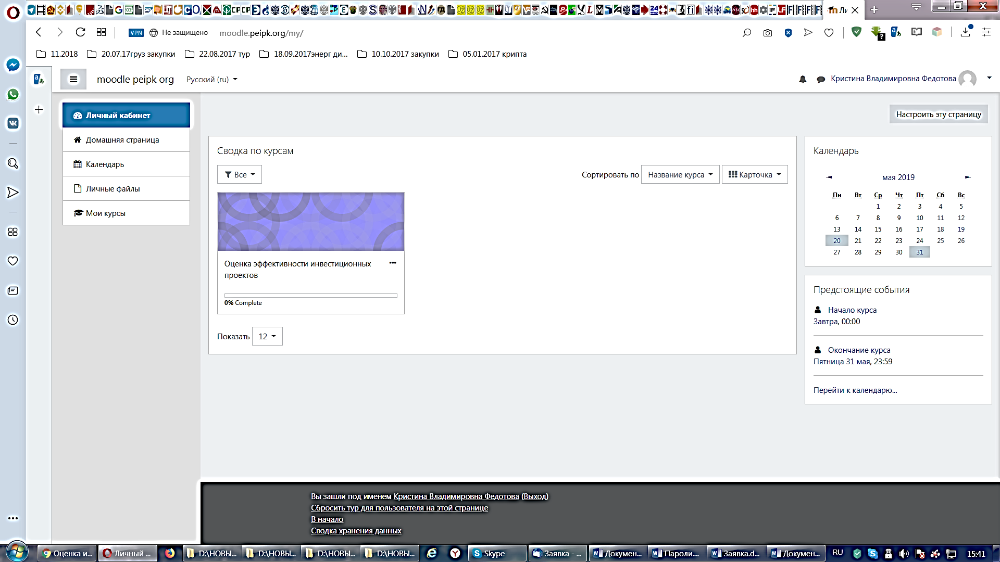 Ли
VPN
Не защищено
moodle.peipk.org/my/
11.2018
20.07.17груз закупки
22.08.2017 тур
18.09.2017энерг ди...
10.10.2017 закупки
05.01.2017 крипта
moodle peipk org
Русский (ru)
Кристина Владимировна Федотова
Личный кабинет
Домашняя страница
Календарь
Личные файлы
Мои курсы
Настроить эту страницу
Сводка по курсам
Все
Сортировать по
Название курса
Карточка
Оценка эффективности инвестиционных
проектов
0% Complete
Показать
12
Календарь
◄
мая 2019
►
Пн Вт Ср Чт Пт Сб Вс
1 2 3 4 5
6 7 8 9 10 11 12
13 14 15 16 17 18 19
20 21 22 23 24 25 26
27 28 29 30 31
Предстоящие события
Начало курса
Завтра, 00:00
Окончание курса
Пятница 31 мая, 23:59
Перейти к календарю...
Вы зашли под именем Кристина Владимировна Федотова (Выход)
Сбросить тур для пользователя на этой странице
В начало
Сводка хранения данных
Оценка и...
Личный ...
D:\НОВЫ...
D:\НОВЫ...
D:\НОВЫ...
D:\НОВЫ...
Skype
Заявка - ...
Докумен...
Пароли....
Заявка.d...
Докумен...
RU
15:41